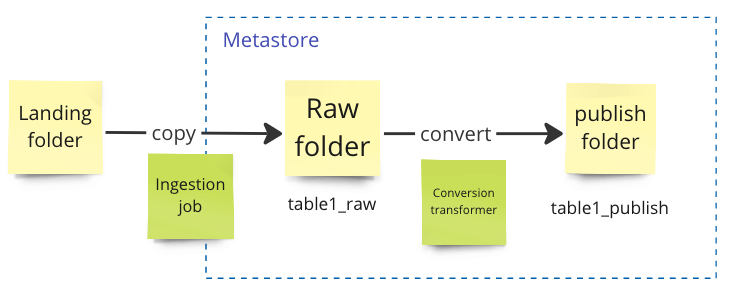 Metastore
Landing
folder
copy
Raw
folder
convert
publish
folder
Ingestion
job
table1_raw
Conversion
transformer
table1_publish